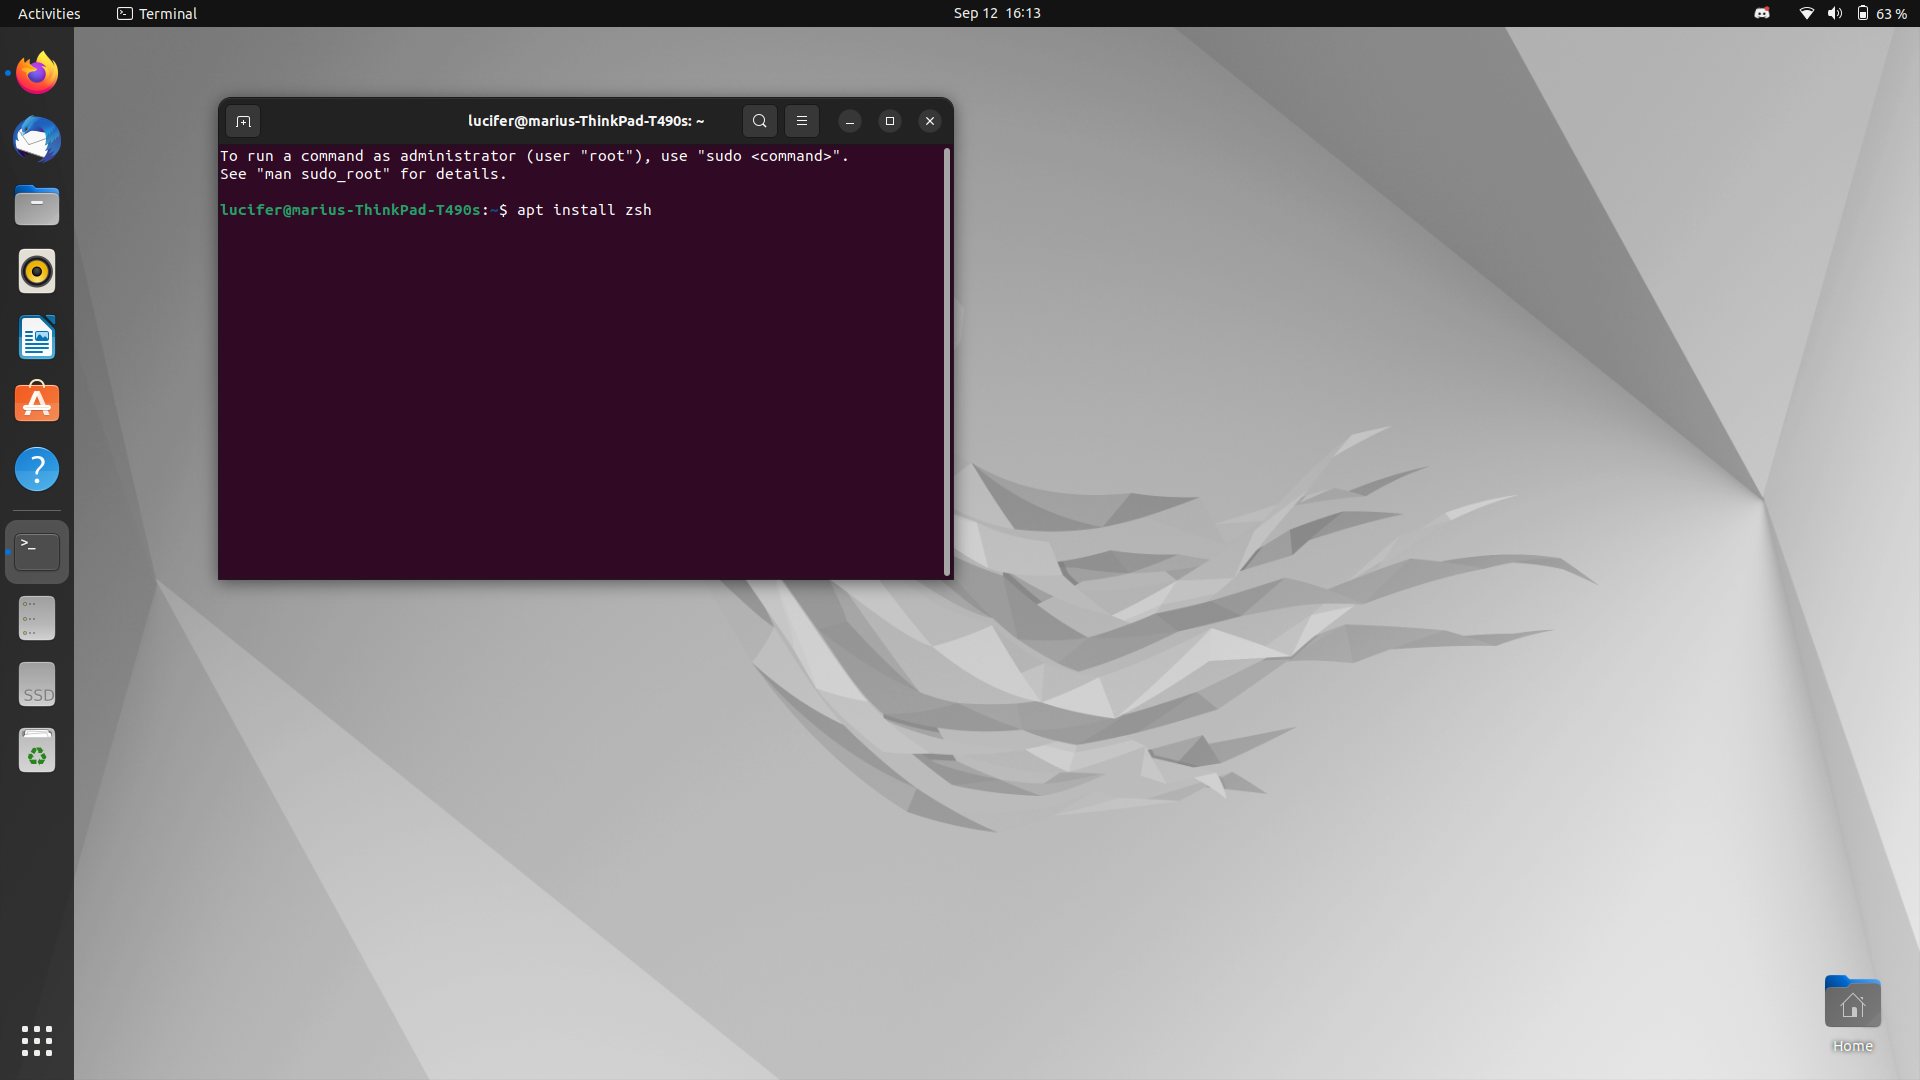 Activities
Terminal
Sep 12 16:13
63 %
lucifer@marius-ThinkPad-T490s: ~
To run a command as administrator (user "root"), use "sudo <command>".
See "man sudo_root" for details.
lucifer@marius-ThinkPad-T490s:~$ apt install zsh
>_
SSD
Home